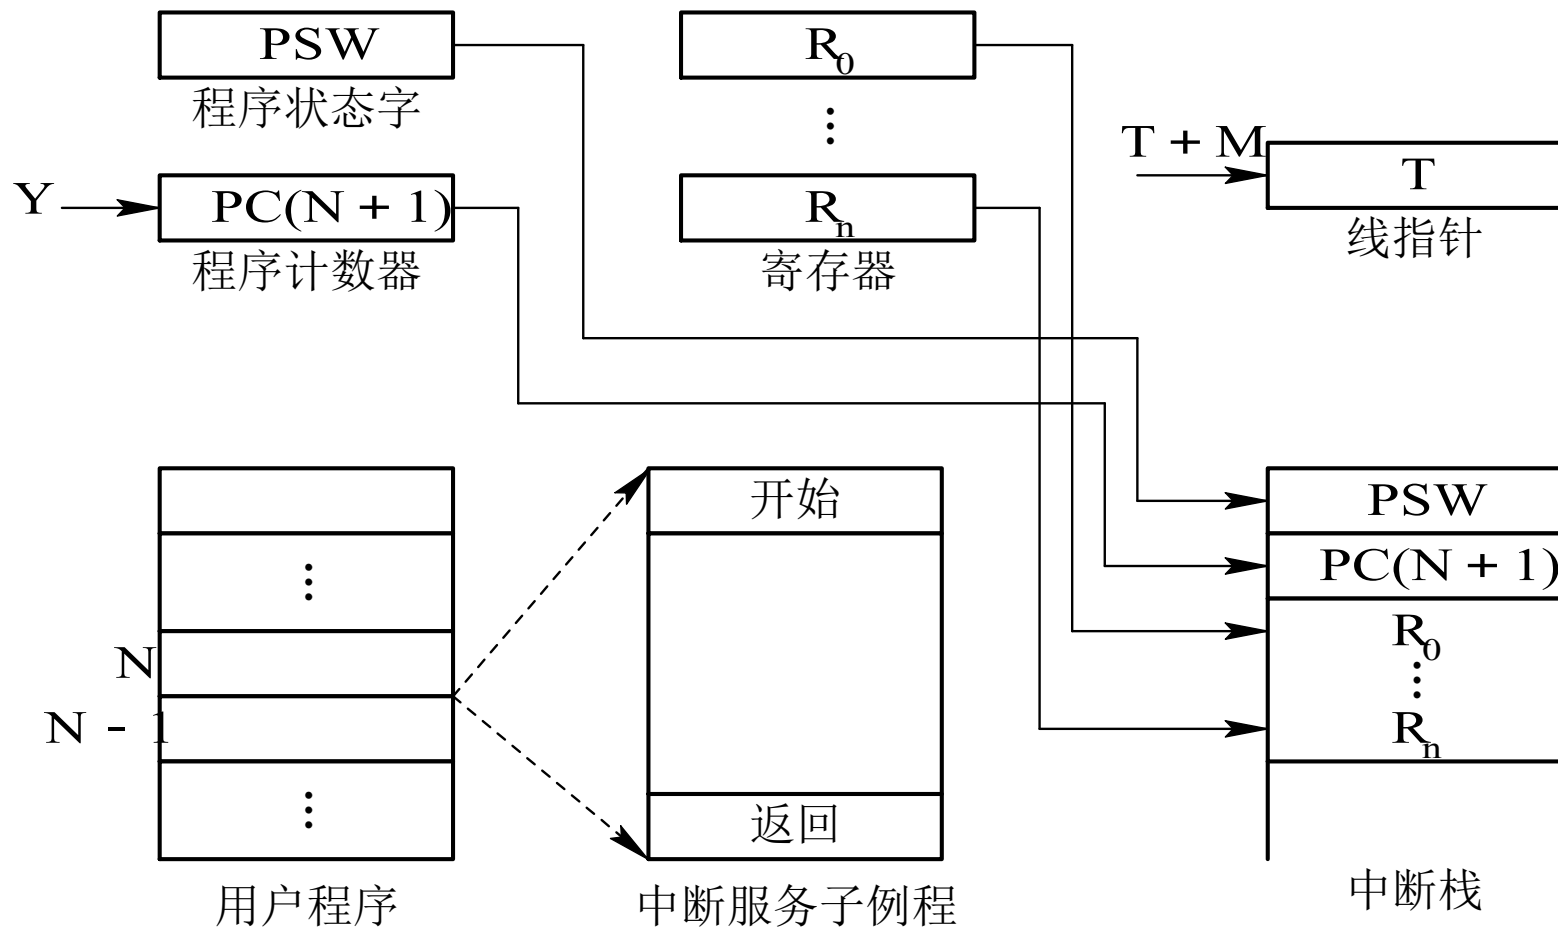 PSW
程序状态字
Y
PC(N + 1)
程序计数器
R0
⋮
Rn
寄存器
T + M
T
线指针
⋮
N
N - 1
⋮
用户程序
开始
返回
中断服务子例程
PSW
PC(N + 1)
R0
⋮
Rn
中断栈